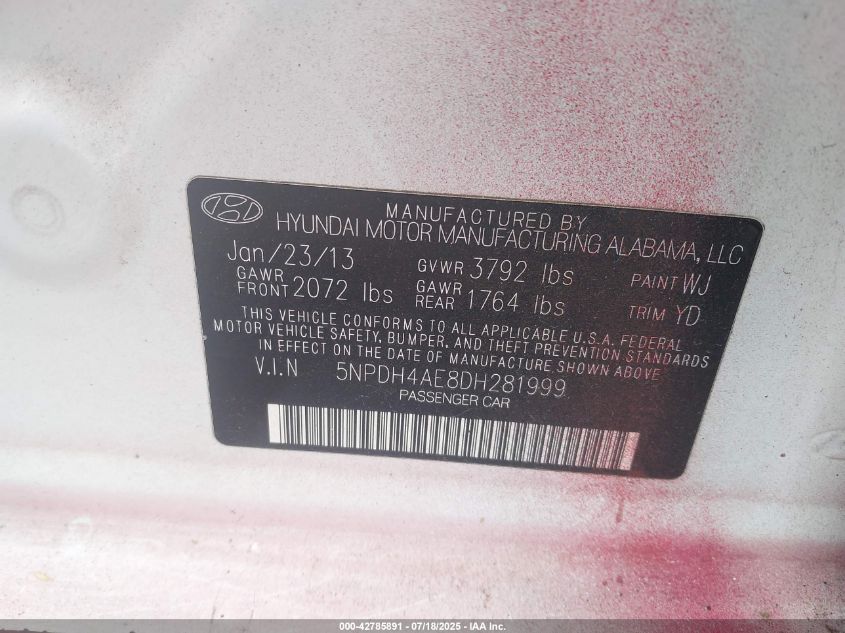 MANUFACTURED BY
HYUNDAI MOTOR MANUFACTURING ALABAMA, LLC
Jan/23/13 GVWR 3792 lbs PAINT WJ
GAWR FRONT 2072 lbs GAWR REAR 1764 lbs TRIM YD
THIS VEHICLE CONFORMS TO ALL APPLICABLE U.S.A. FEDERAL
MOTOR VEHICLE SAFETY, BUMPER, AND THEFT PREVENTION STANDARDS
IN EFFECT ON THE DATE OF MANUFACTURE SHOWN ABOVE
V.I.N 5NPDH4AE8DH281999
PASSENGER CAR
000-42785891 - 07/18/2025 - IAA Inc.